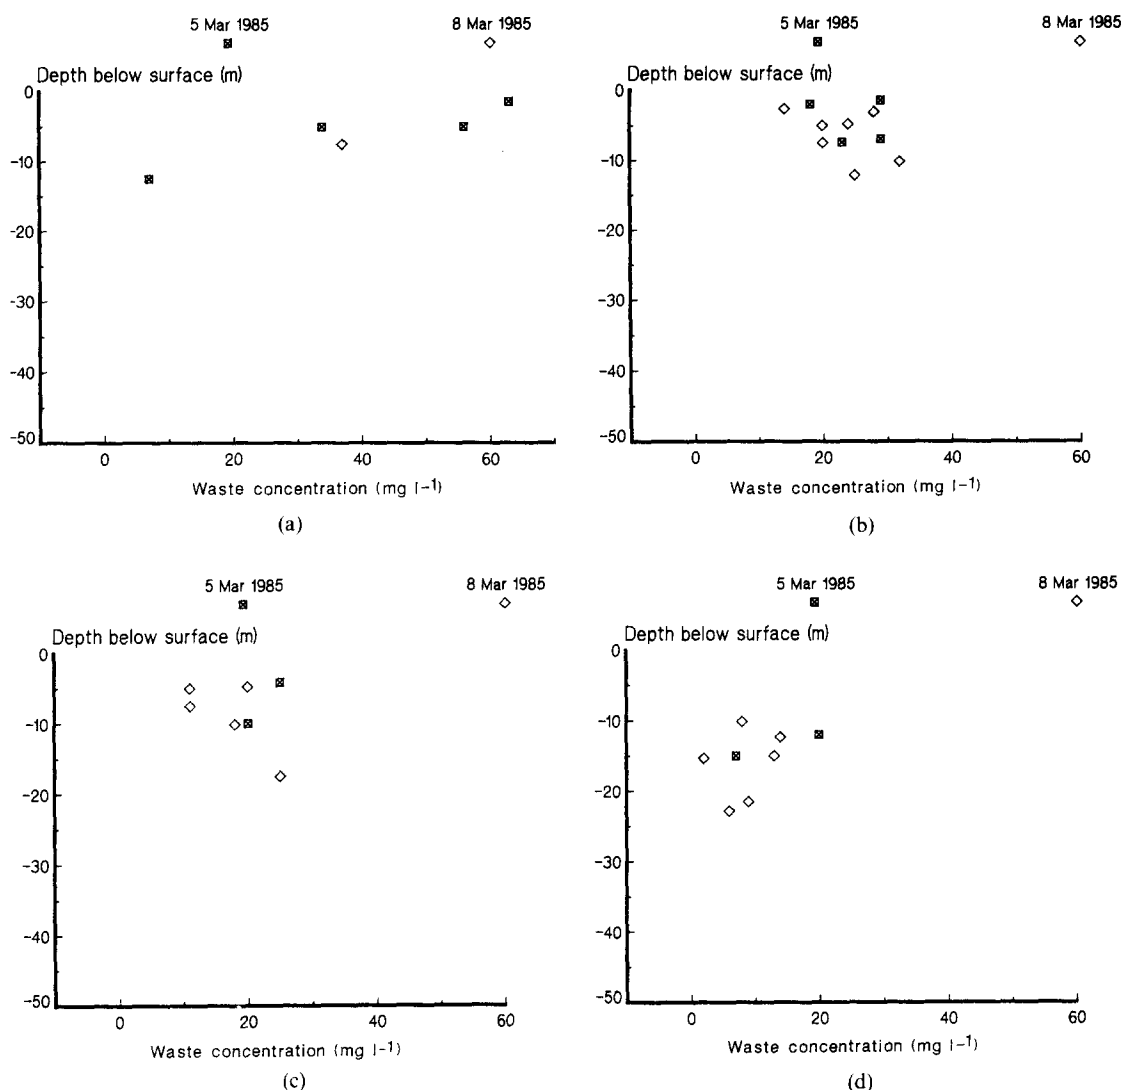 5 Mar 1985 8 Mar 1985
Depth below surface (m)
0
-10
-20
-30
-40
-50
0 20 40 60
Waste concentration (mg l-1)
(a)
5 Mar 1985 8 Mar 1985
Depth below surface (m)
0
-10
-20
-30
-40
-50
0 20 40 60
Waste concentration (mg l-1)
(b)
5 Mar 1985 8 Mar 1985
Depth below surface (m)
0
-10
-20
-30
-40
-50
0 20 40 60
Waste concentration (mg l-1)
(c)
5 Mar 1985 8 Mar 1985
Depth below surface (m)
0
-10
-20
-30
-40
-50
0 20 40 60
Waste concentration (mg l-1)
(d)